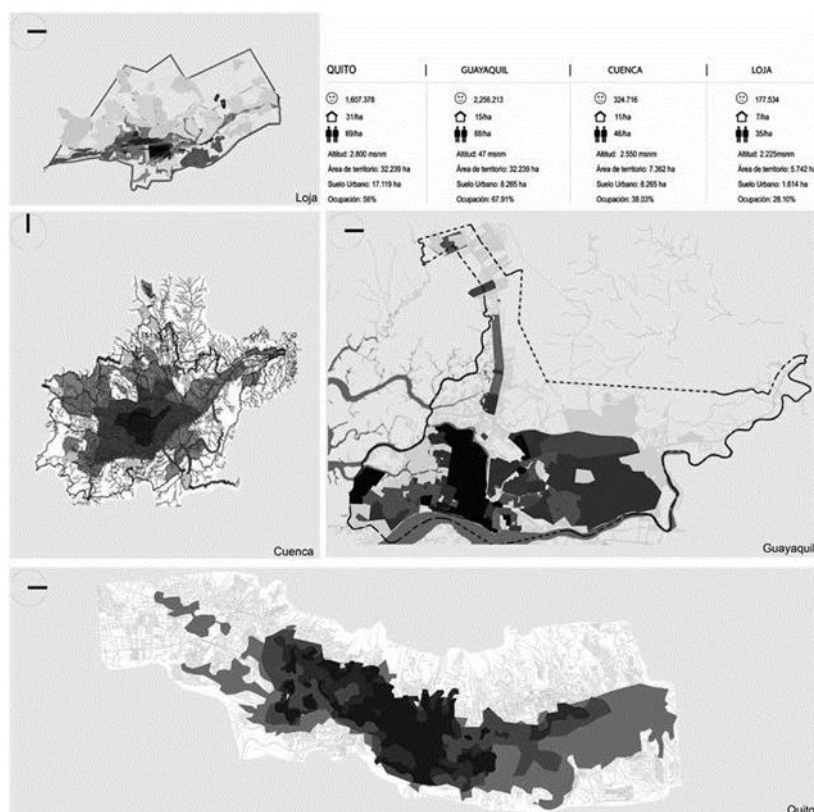 Loja
QUITO | GUAYAQUIL | CUENCA | LOJA
1,607.378 2,256.213 324.716 177.534
31/ha 15/ha 11/ha 7/ha
69/ha 88/ha 46/ha 35/ha
Altitud: 2.800 msnm Altitud: 47 msnm Altitud: 2.550 msnm Altitud: 2.225msnm
Área de territorio: 32.239 ha Área de territorio: 32.239 ha Área de territorio: 7.362 ha Área de territorio: 5.742 ha
Suelo Urbano: 17.119 ha Suelo Urbano: 8.265 ha Suelo Urbano: 8.265 ha Suelo Urbano: 1.614 ha
Ocupación: 56% Ocupación: 67.91% Ocupación: 38.03% Ocupación: 28.10%
Cuenca
Guayaquil
Quito